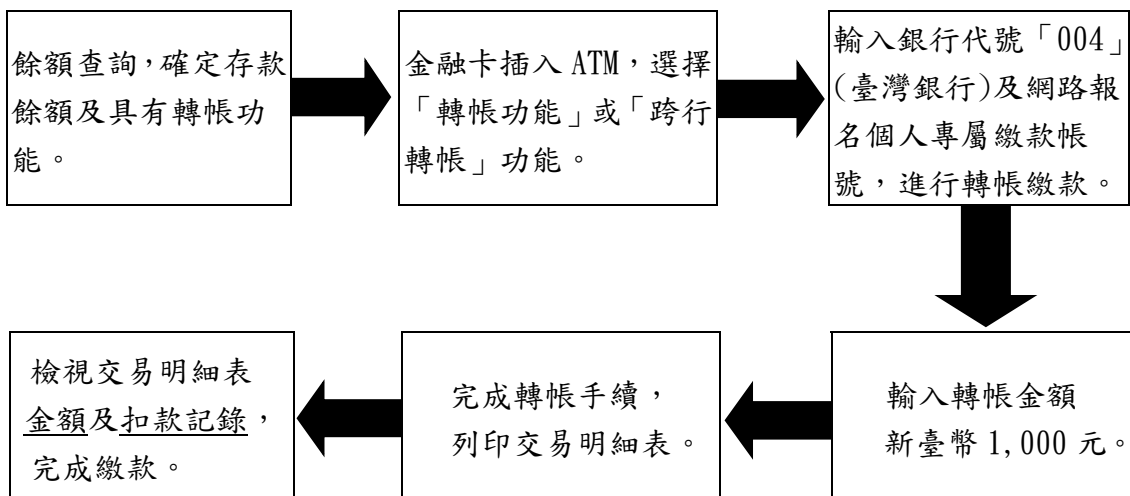 餘額查詢,確定存款
餘額及具有轉帳功
能。
金融卡插入 ATM,選擇
「轉帳功能」或「跨行
轉帳」功能。
輸入銀行代號「004」
(臺灣銀行)及網路報
名個人專屬繳款帳
號,進行轉帳繳款。
輸入轉帳金額
新臺幣 1,000 元。
完成轉帳手續,
列印交易明細表。
檢視交易明細表
金額及扣款記錄,
完成繳款。